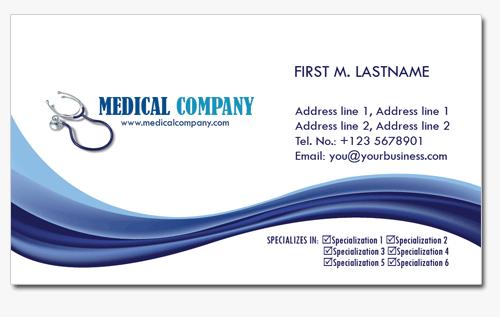 FIRST M. LASTNAME
MEDICAL COMPANY
www.medicalcompany.com
Address line 1, Address line 1
Address line 2, Address line 2
Tel. No.: +123 5678901
Email: you@yourbusiness.com
SPECIALIZES IN: ☑Specialization 1 ☑Specialization 2
☑Specialization 3 ☑Specialization 4
☑Specialization 5 ☑Specialization 6